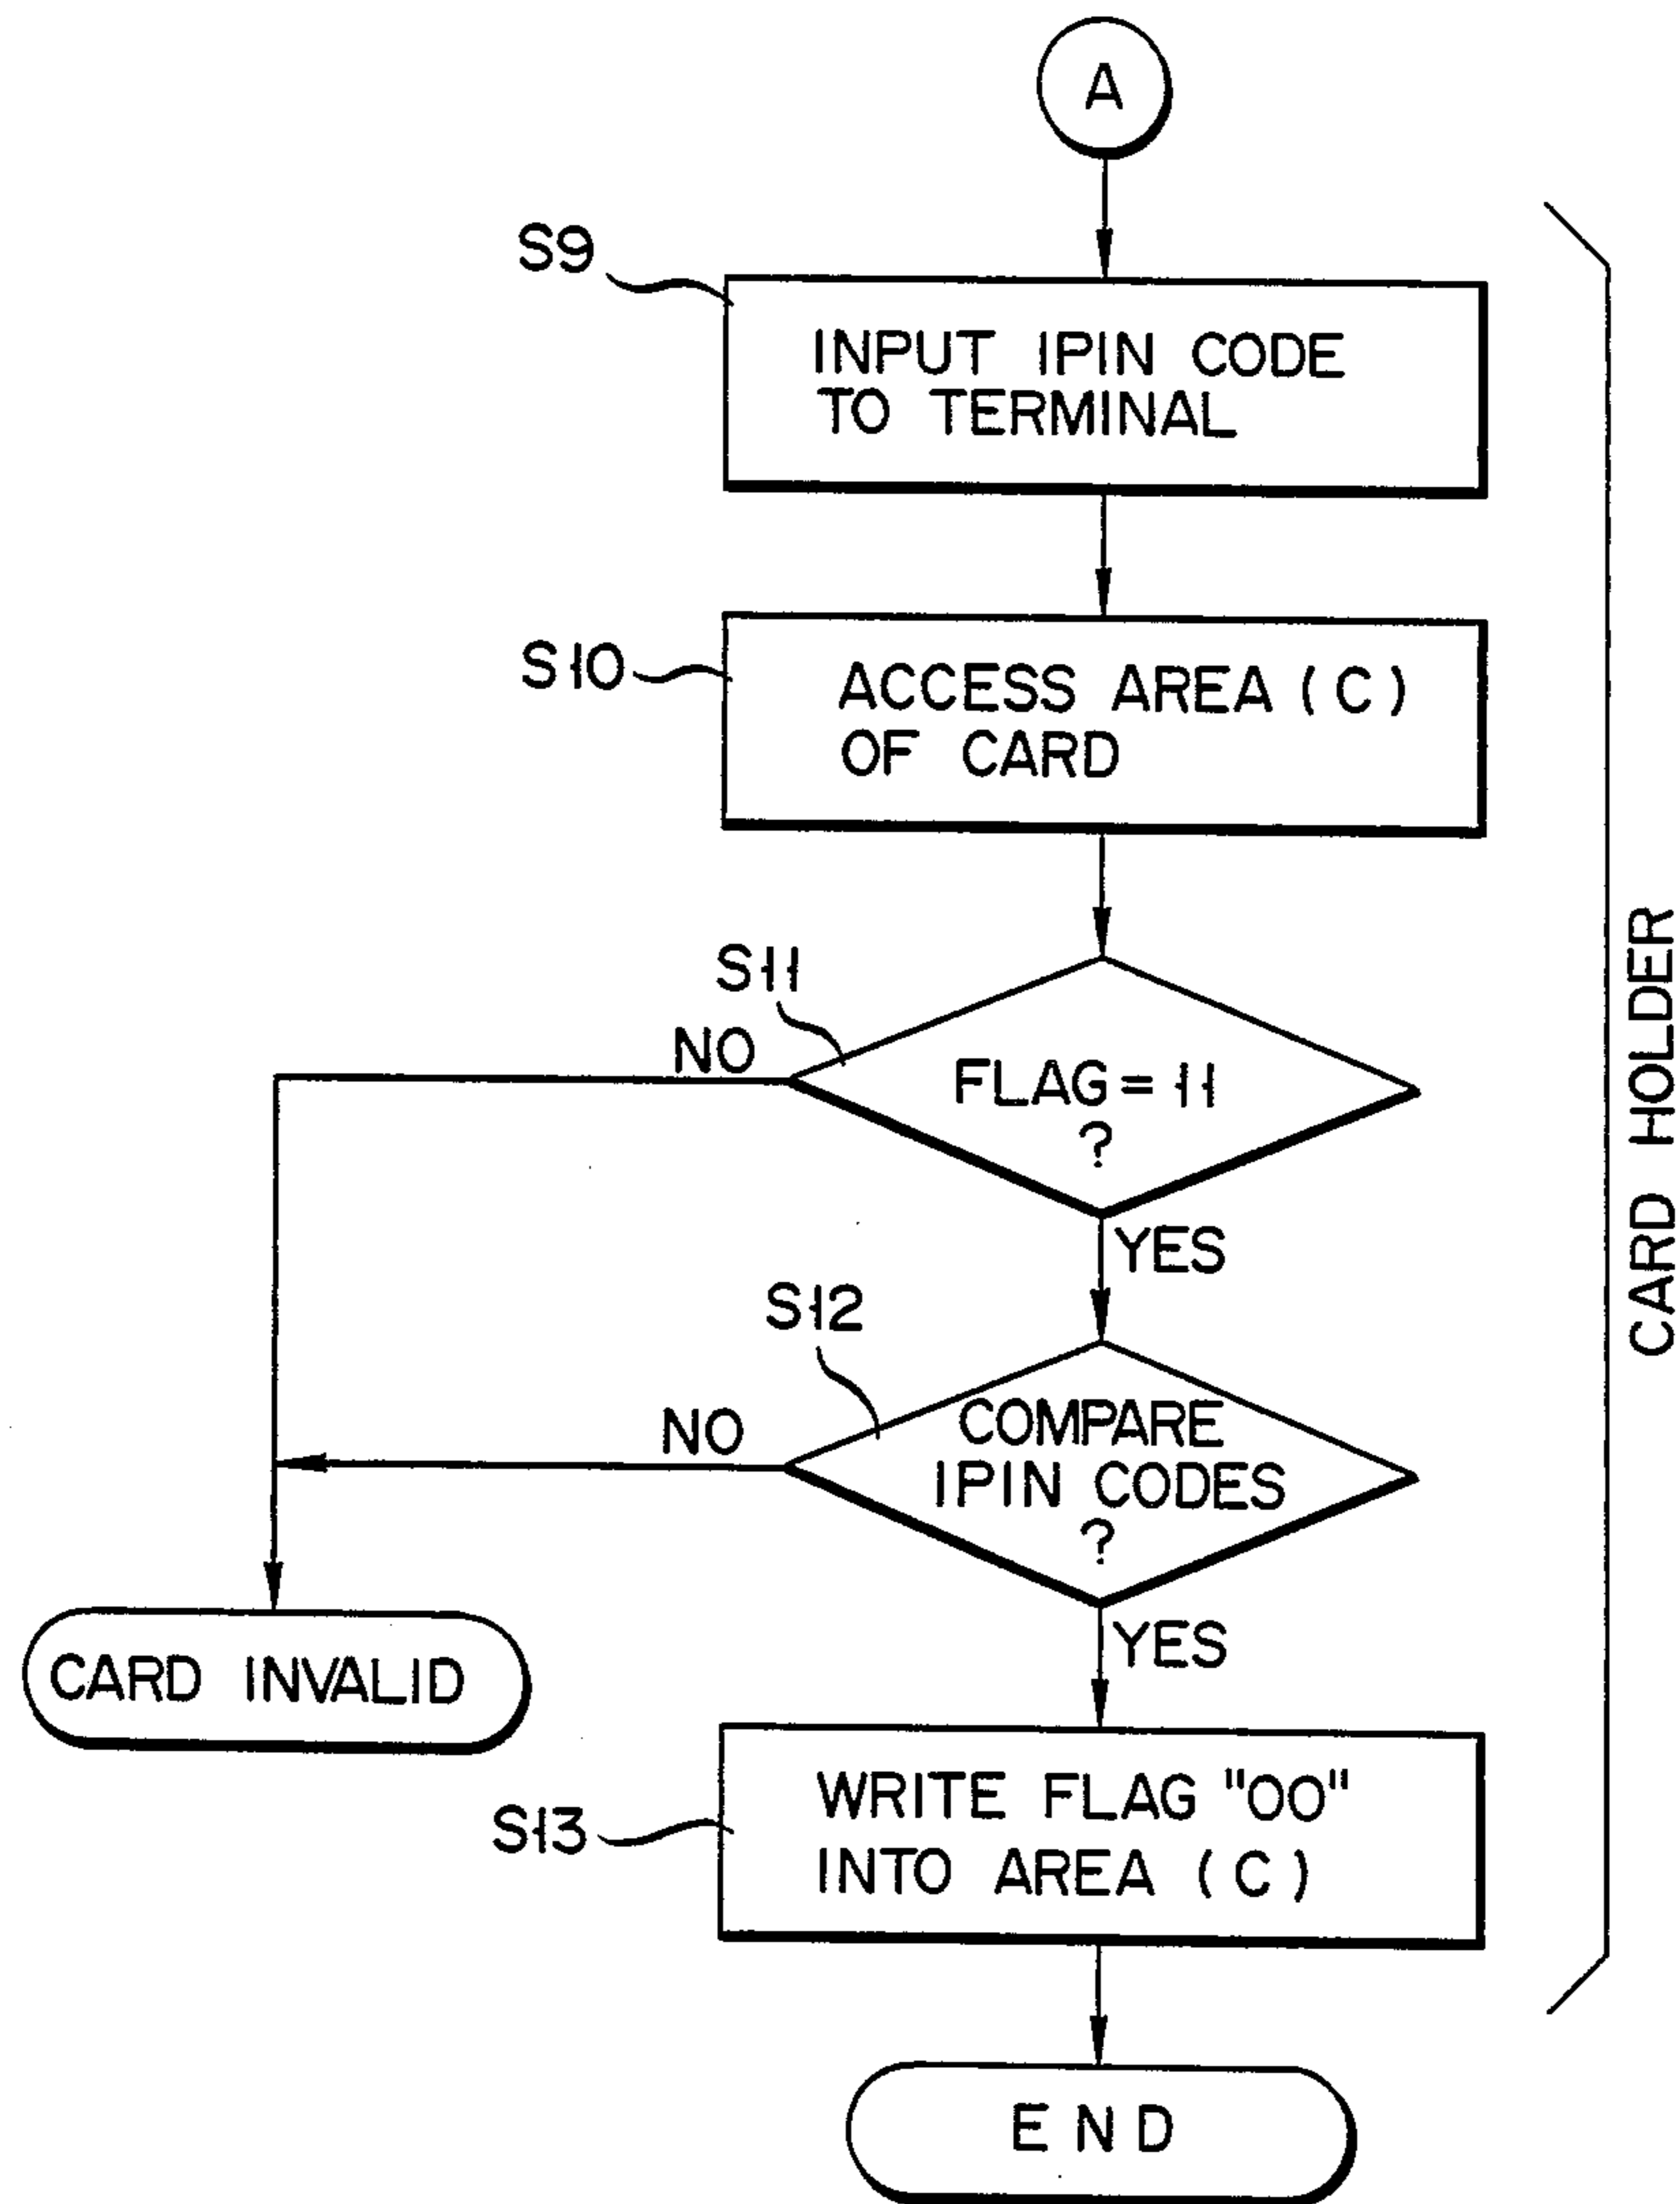 A
S9
INPUT IPIN CODE
TO TERMINAL
S10
ACCESS AREA (C)
OF CARD
S11
NO
FLAG = 11
?
YES
S12
NO
COMPARE
IPIN CODES
?
YES
CARD INVALID
S13
WRITE FLAG "00"
INTO AREA (C)
END
CARD HOLDER